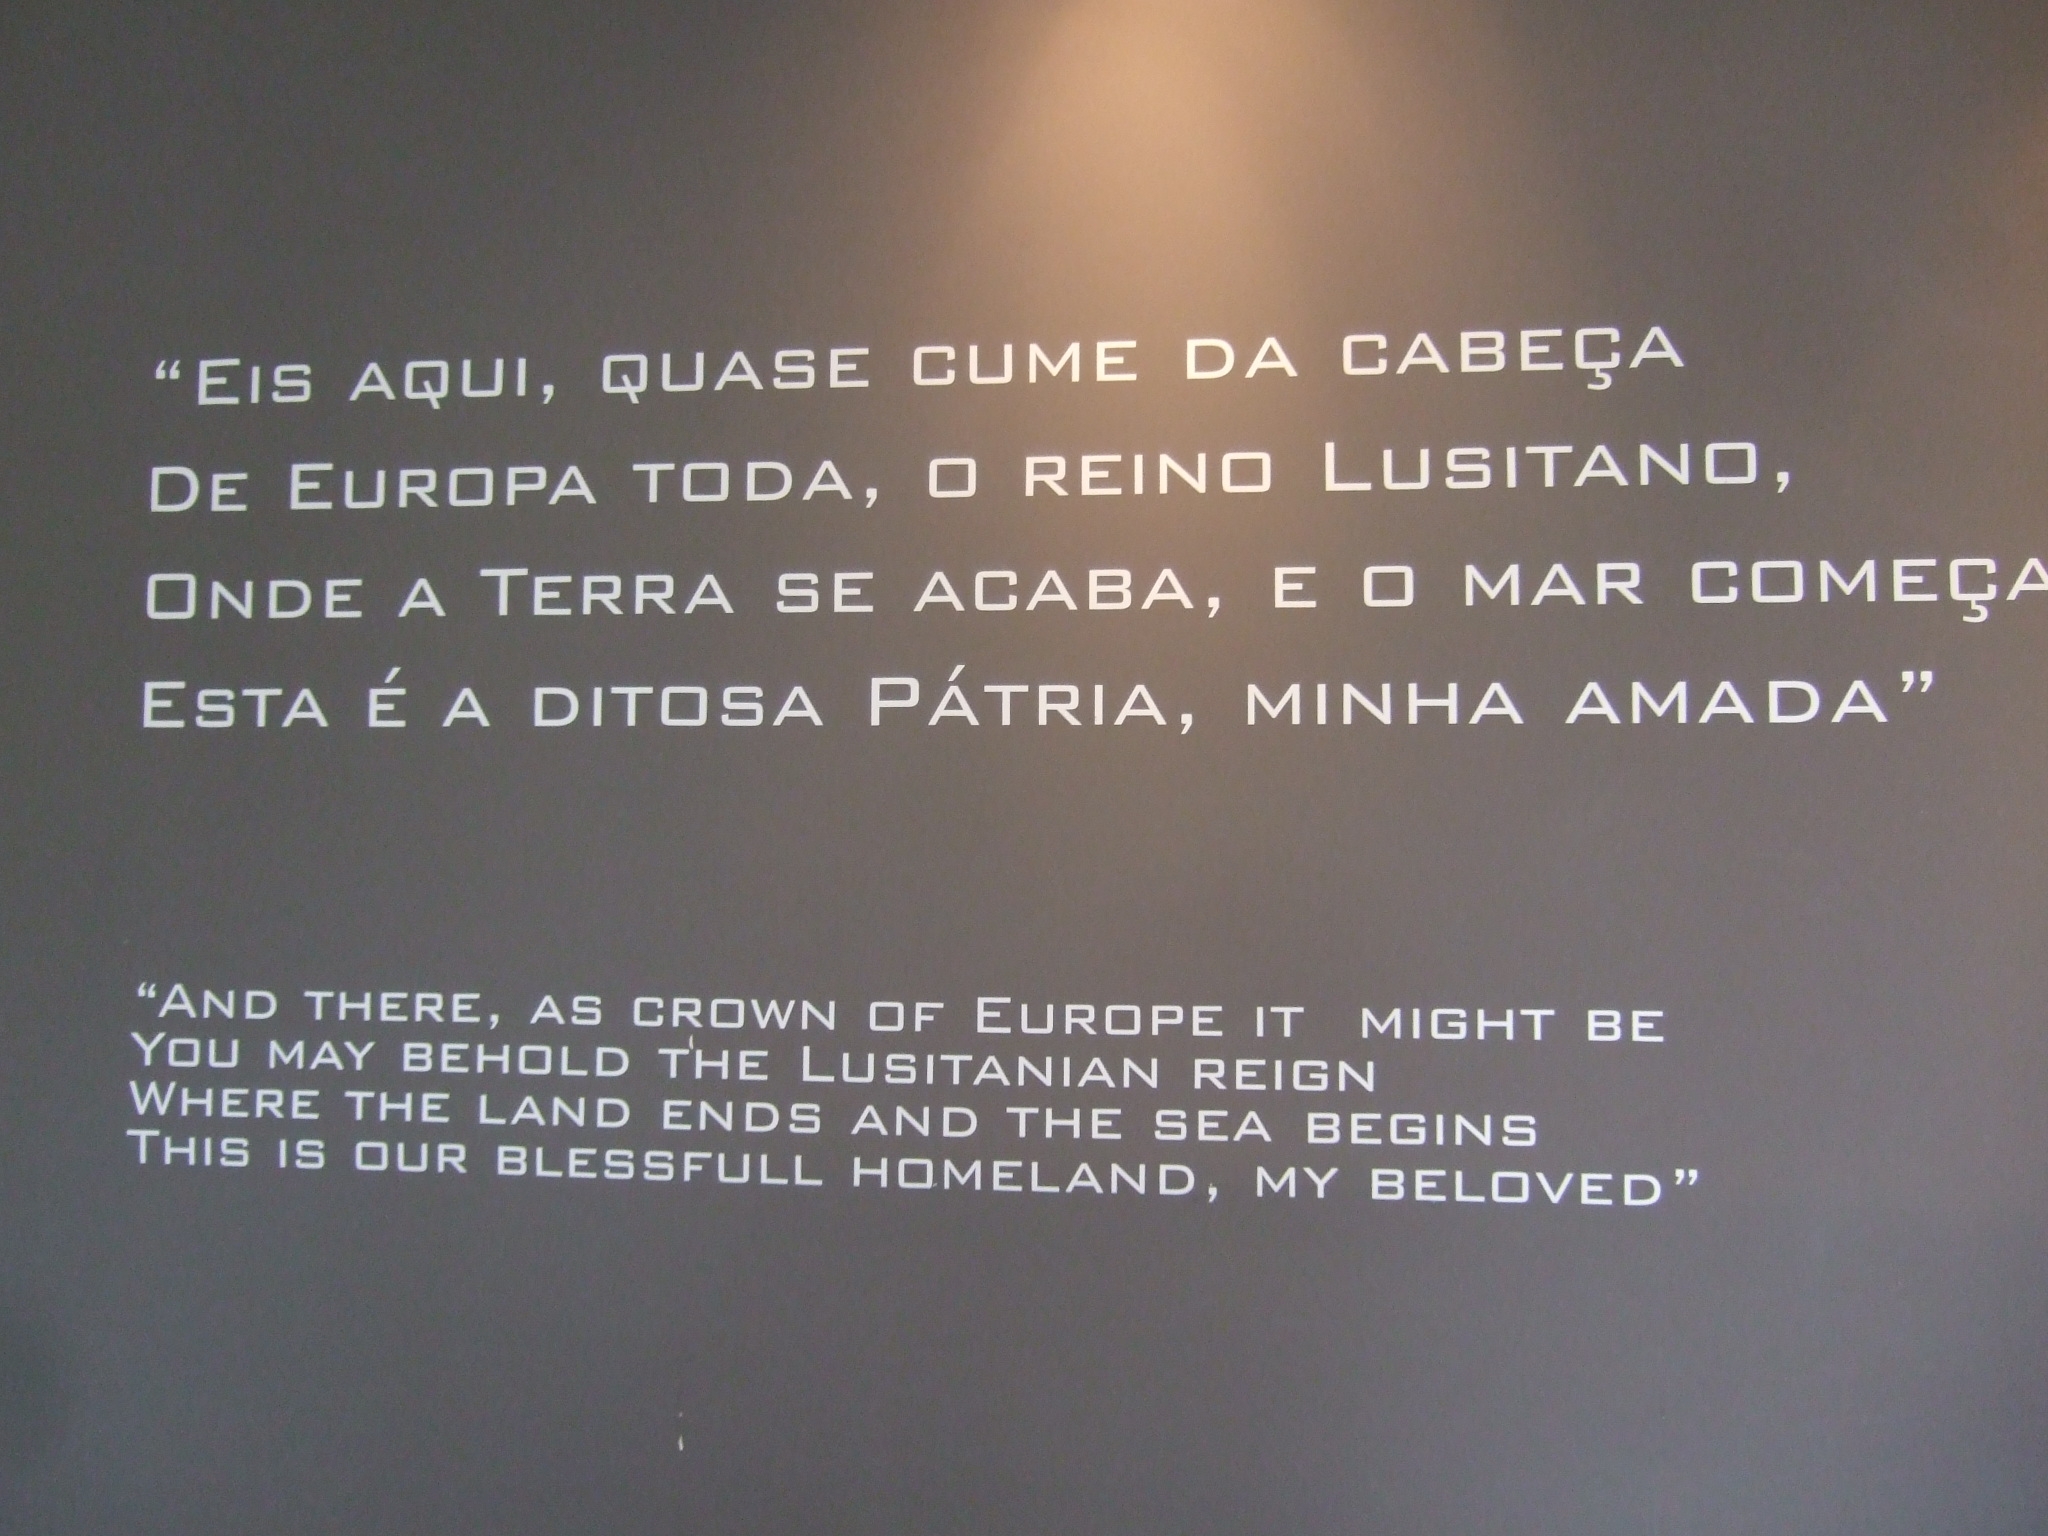 “Eis aqui, quase cume da cabeça
De Europa toda, o reino Lusitano,
Onde a Terra se acaba, e o mar começa
Esta é a ditosa Pátria, minha amada”
“And there, as crown of Europe it might be
You may behold the Lusitanian reign
Where the land ends and the sea begins
This is our blessfull homeland, my beloved”